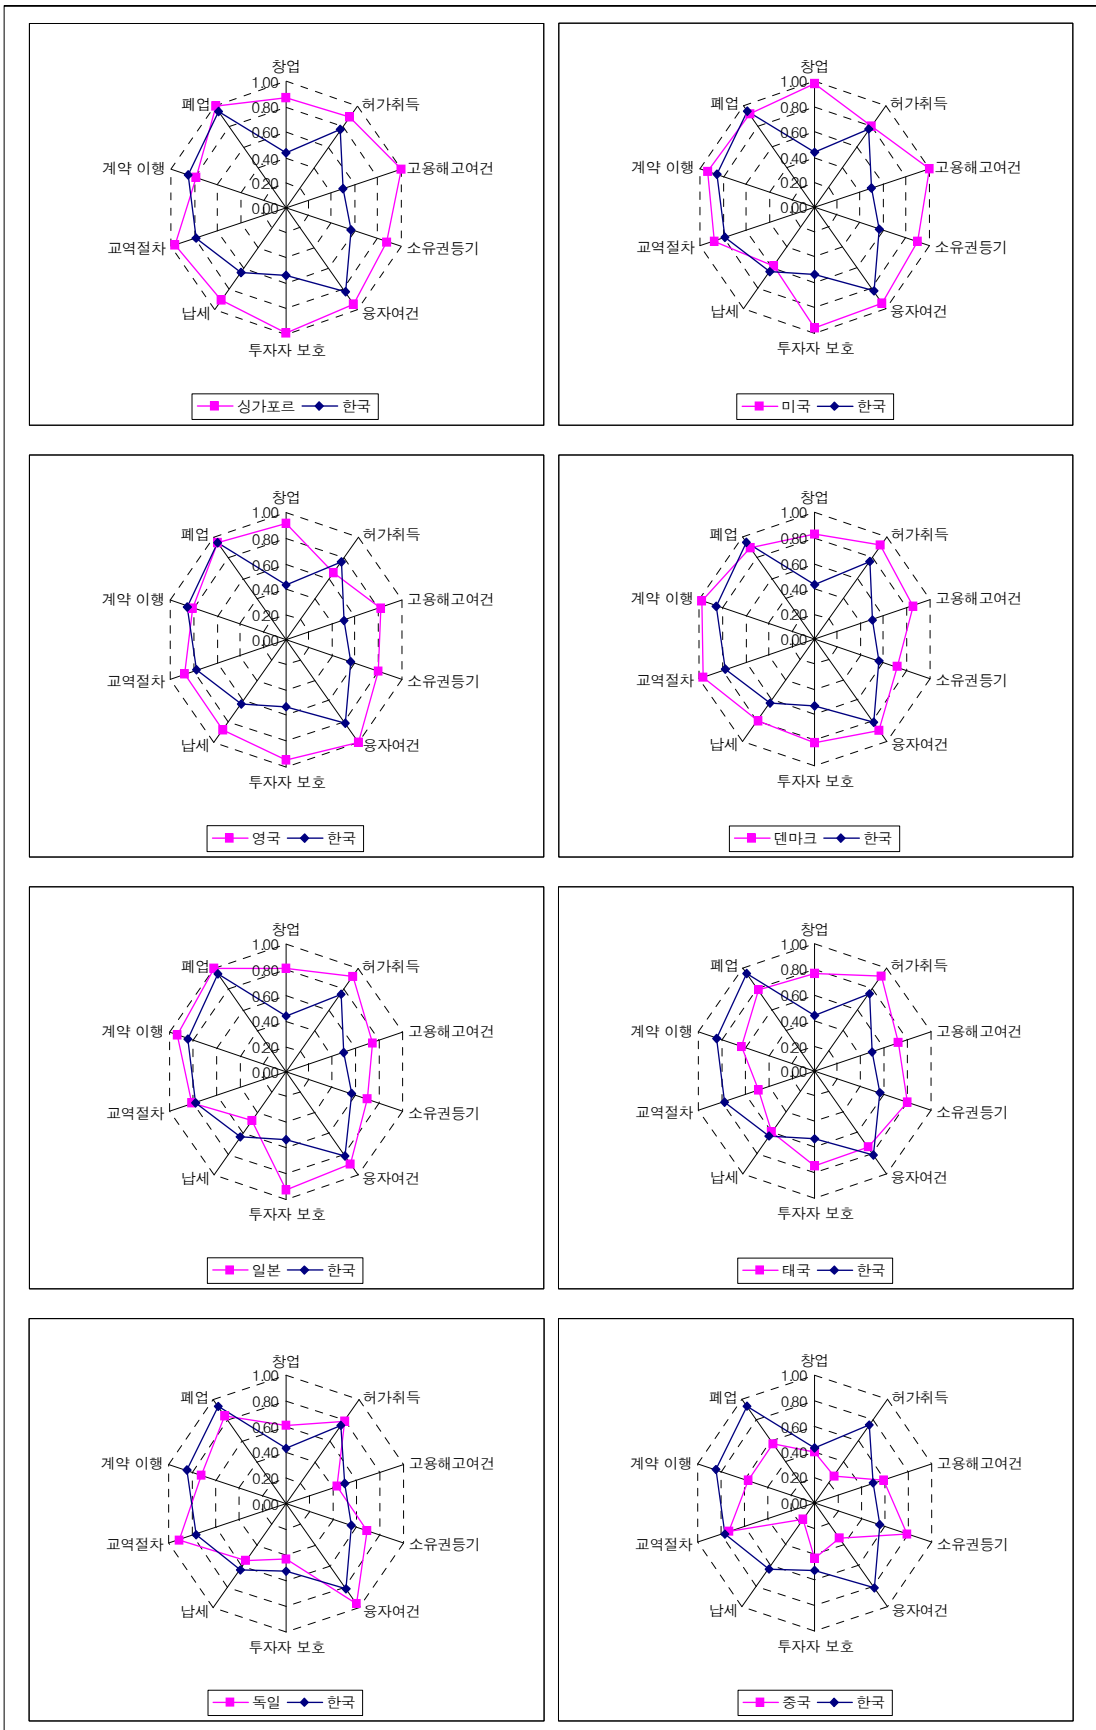 창업
1.00
폐업
허가취득
0.80
0.60
계약 이행
0.40
고용해고여건
0.20
0.00
교역절차
소유권등기
납세
융자여건
투자자 보호
싱가포르 한국
창업
1.00
폐업
허가취득
0.80
0.60
계약 이행
0.40
고용해고여건
0.20
0.00
교역절차
소유권등기
납세
융자여건
투자자 보호
미국 한국
창업
1.00
폐업
허가취득
0.80
0.60
계약 이행
0.40
고용해고여건
0.20
0.00
교역절차
소유권등기
납세
융자여건
투자자 보호
영국 한국
창업
1.00
폐업
허가취득
0.80
0.60
계약 이행
0.40
고용해고여건
0.20
0.00
교역절차
소유권등기
납세
융자여건
투자자 보호
덴마크 한국
창업
1.00
폐업
허가취득
0.80
0.60
계약 이행
0.40
고용해고여건
0.20
0.00
교역절차
소유권등기
납세
융자여건
투자자 보호
일본 한국
창업
1.00
폐업
허가취득
0.80
0.60
계약 이행
0.40
고용해고여건
0.20
0.00
교역절차
소유권등기
납세
융자여건
투자자 보호
태국 한국
창업
1.00
폐업
허가취득
0.80
0.60
계약 이행
0.40
고용해고여건
0.20
0.00
교역절차
소유권등기
납세
융자여건
투자자 보호
독일 한국
창업
1.00
폐업
허가취득
0.80
0.60
계약 이행
0.40
고용해고여건
0.20
0.00
교역절차
소유권등기
납세
융자여건
투자자 보호
중국 한국